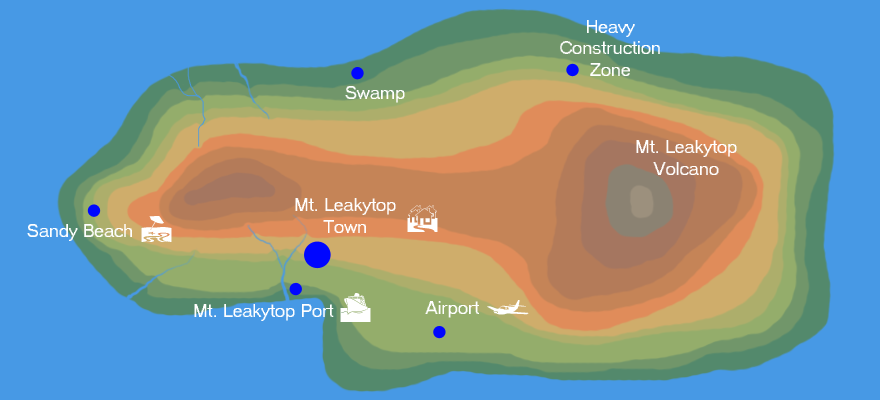 Heavy
Construction
Zone
Swamp
Mt. Leakytop
Volcano
Mt. Leakytop
Town
Sandy Beach
Mt. Leakytop Port
Airport